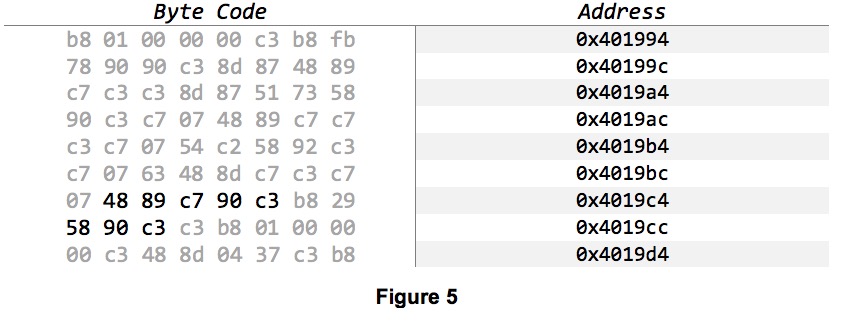 Byte Code Address
b8 01 00 00 00 c3 b8 fb 0x401994
78 90 90 c3 8d 87 48 89 0x40199c
c7 c3 c3 8d 87 51 73 58 0x4019a4
90 c3 c7 07 48 89 c7 c7 0x4019ac
c3 c7 07 54 c2 58 92 c3 0x4019b4
c7 07 63 48 8d c7 c3 c7 0x4019bc
07 48 89 c7 90 c3 b8 29 0x4019c4
58 90 c3 c3 b8 01 00 00 0x4019cc
00 c3 48 8d 04 37 c3 b8 0x4019d4
Figure 5